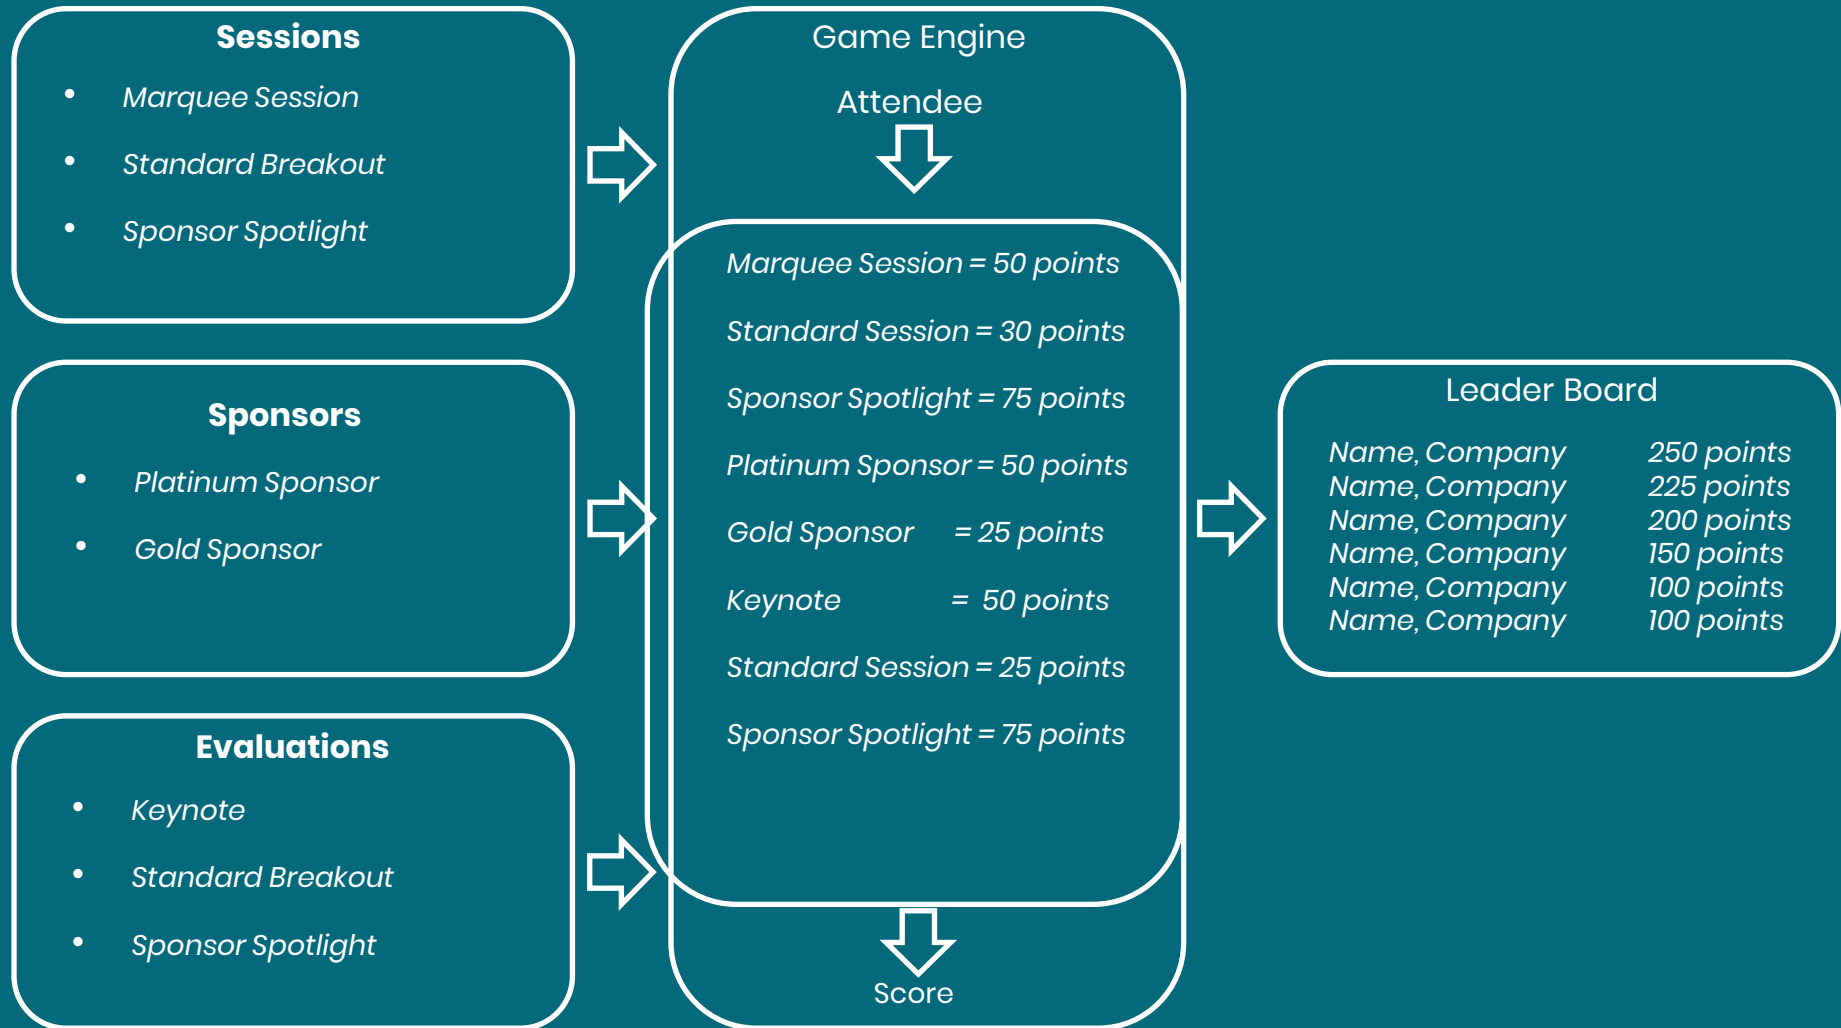 Sessions
• Marquee Session
• Standard Breakout
• Sponsor Spotlight
Sponsors
• Platinum Sponsor
• Gold Sponsor
Evaluations
• Keynote
• Standard Breakout
• Sponsor Spotlight
Game Engine
Attendee
Marquee Session = 50 points
Standard Session = 30 points
Sponsor Spotlight = 75 points
Platinum Sponsor = 50 points
Gold Sponsor = 25 points
Keynote = 50 points
Standard Session = 25 points
Sponsor Spotlight = 75 points
Score
Leader Board
Name, Company 250 points
Name, Company 225 points
Name, Company 200 points
Name, Company 150 points
Name, Company 100 points
Name, Company 100 points